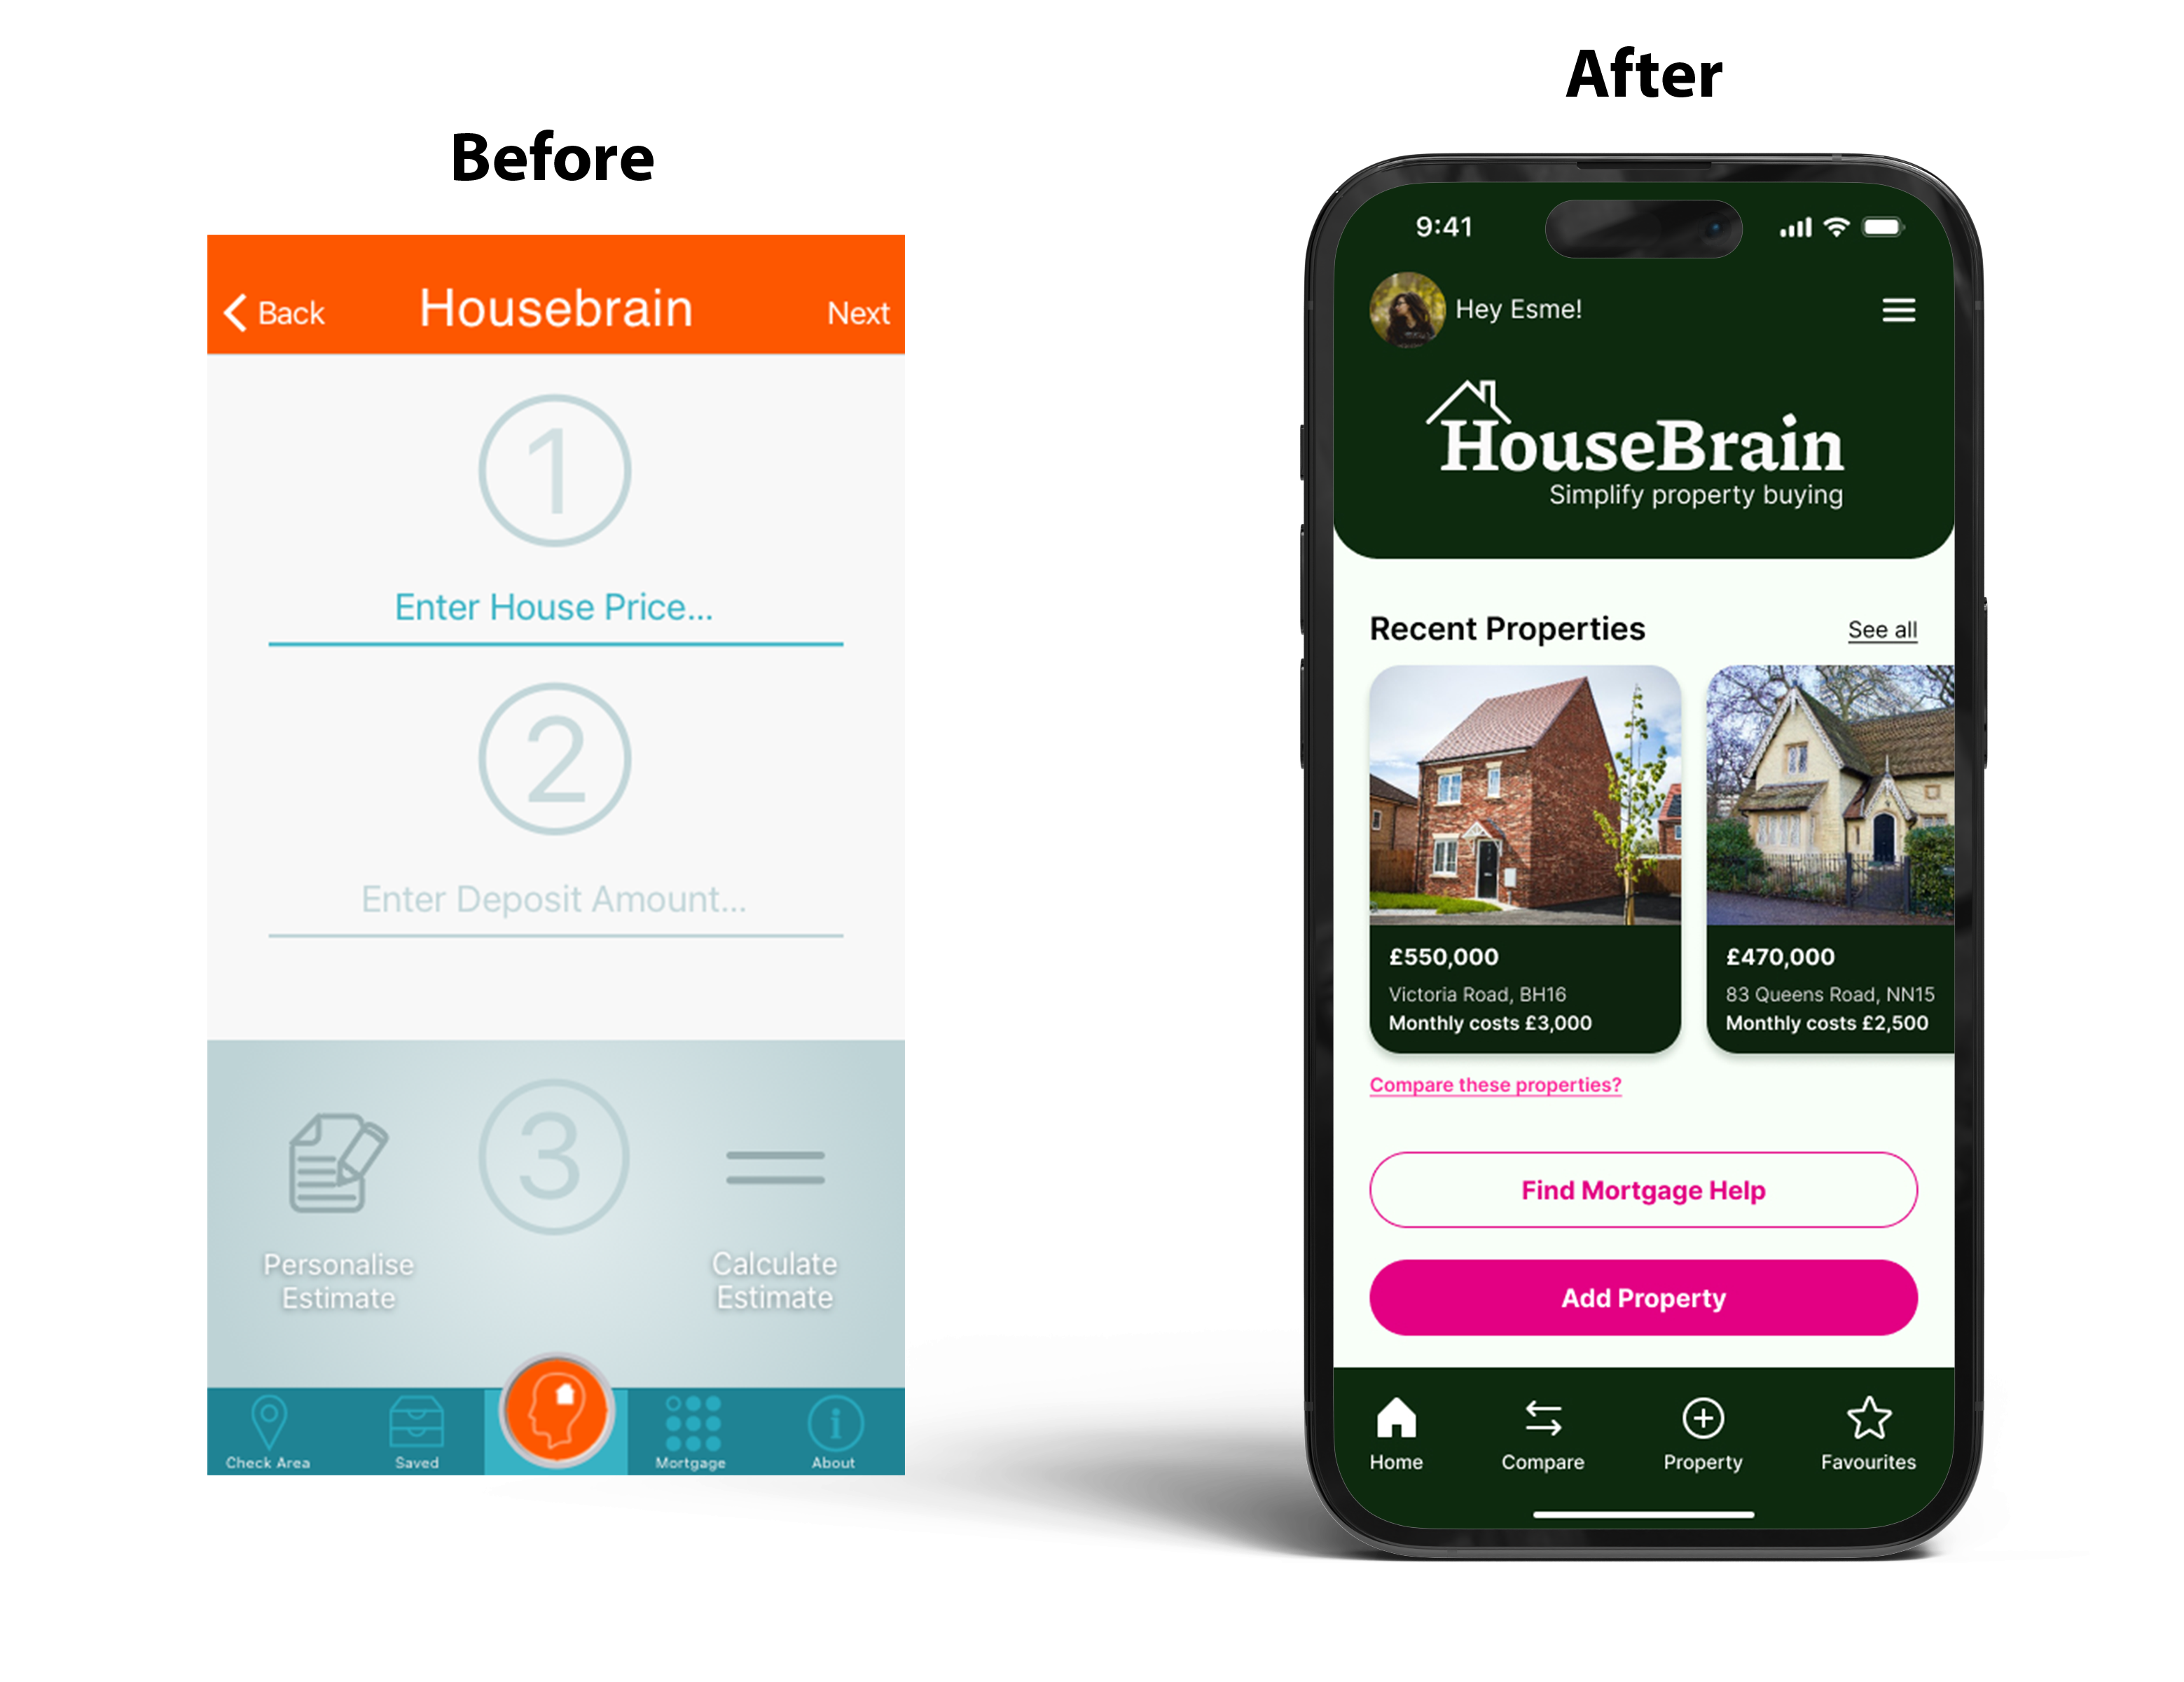 Before
Back
Housebrain
Next
1
Enter House Price...
2
Enter Deposit Amount...
3
Personalise
Estimate
Calculate
Estimate
Check Area
Saved
Mortgage
About
After
9:41
Hey Esme!
HouseBrain
Simplify property buying
Recent Properties
See all
£550,000
Victoria Road, BH16
Monthly costs £3,000
£470,000
83 Queens Road, NN15
Monthly costs £2,500
Compare these properties?
Find Mortgage Help
Add Property
Home
Compare
Property
Favourites